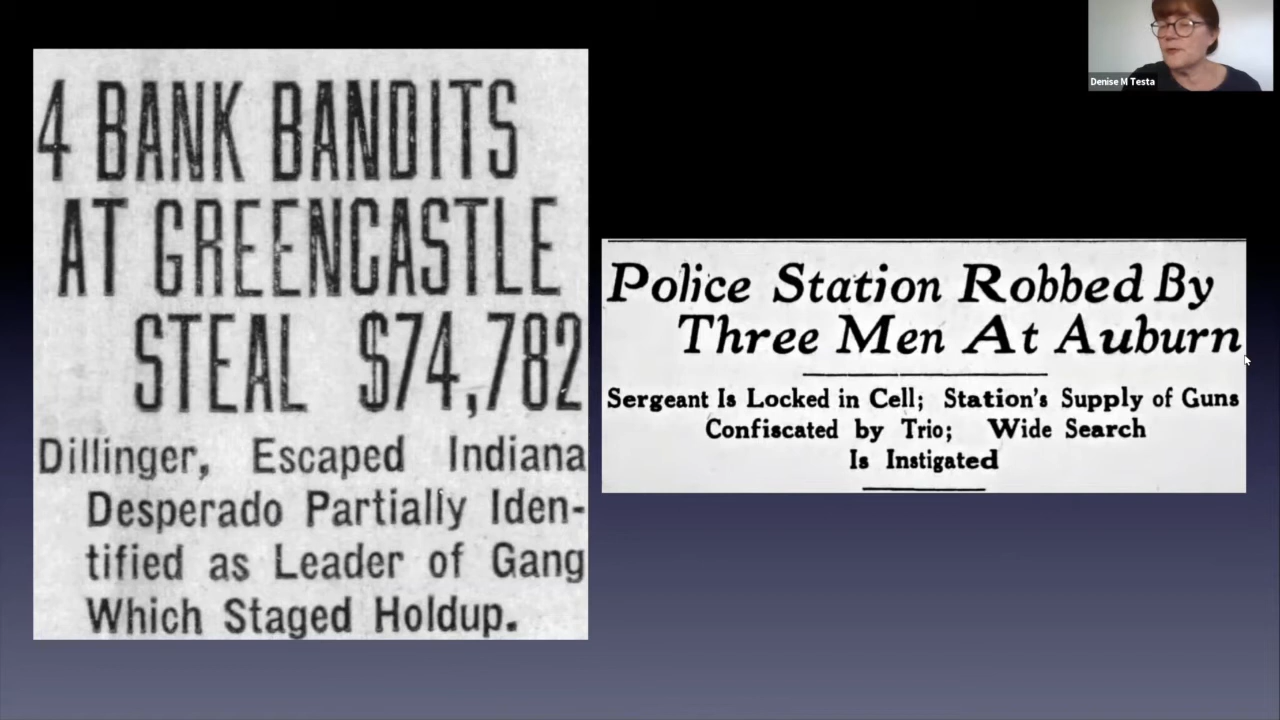 4 BANK BANDITS
AT GREENCASTLE
STEAL $74,782
Dillinger, Escaped Indiana
Desperado Partially Iden-
tified as Leader of Gang
Which Staged Holdup.
Police Station Robbed By
Three Men At Auburn
Sergeant Is Locked in Cell; Station's Supply of Guns
Confiscated by Trio; Wide Search
Is Instigated
Denise M Testa